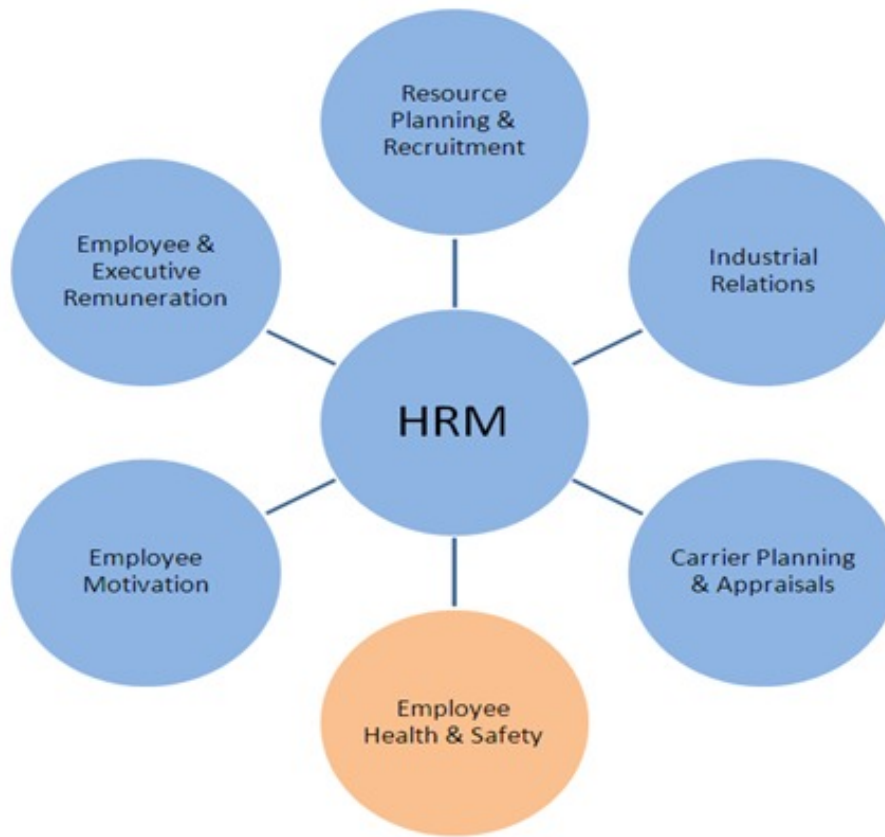 Resource
Planning &
Recruitment
Employee &
Executive
Remuneration
Industrial
Relations
HRM
Employee
Motivation
Carrier Planning
& Appraisals
Employee
Health & Safety